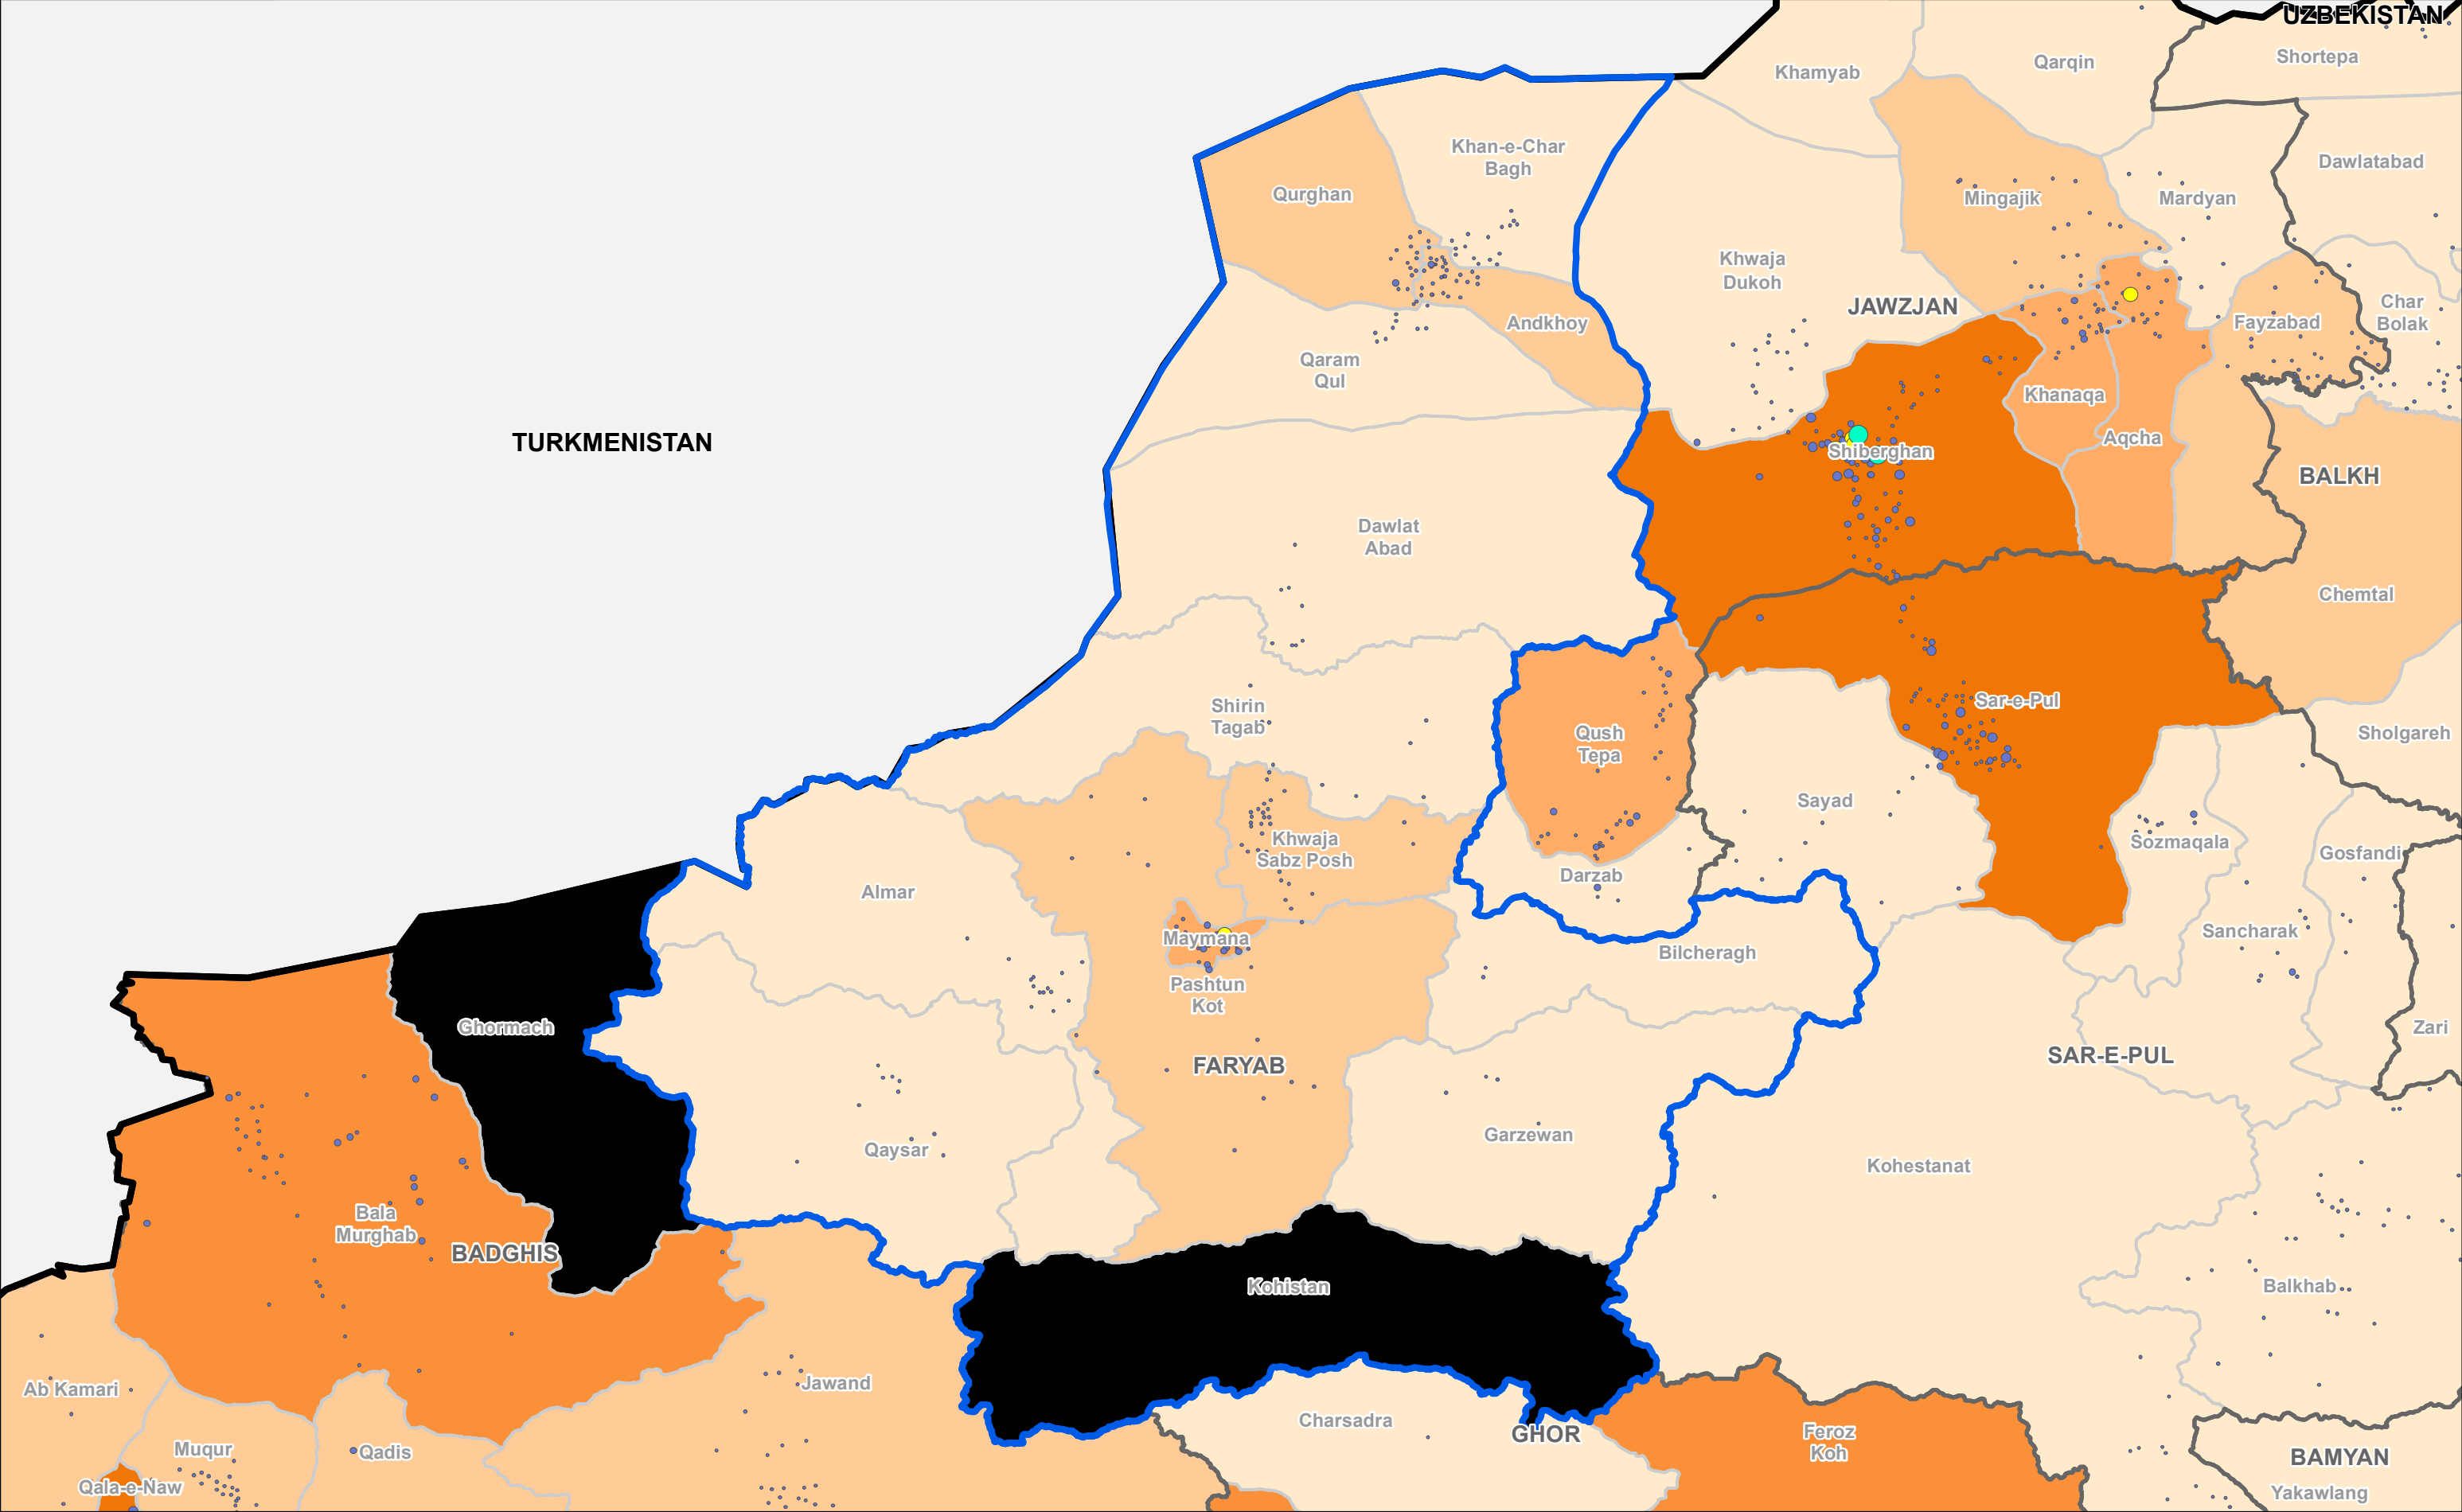 UZBEKISTAN
Shortepa
Qarqin
Khamyab
Khan-e-Char
Bagh
Dawlatabad
Qurghan
Mingajik
Mardyan
Khwaja
Dukoh
JAWZJAN
Char
Bolak
Andkhoy
Fayzabad
Qaram
Qul
Khanaqa
TURKMENISTAN
Aqcha
Shiberghan
BALKH
Dawlat
Abad
Chemtal
Sar-e-Pul
Shirin
Tagab
Qush
Tepa
Sholgareh
Sayad
Khwaja
Sabz Posh
Sozmaqala
Gosfandi
Darzab
Almar
Sancharak
Maymana
Bilcheragh
Pashtun
Kot
Ghormach
Zari
SAR-E-PUL
FARYAB
Garzewan
Qaysar
Kohestanat
Bala
Murghab
BADGHIS
Kohistan
Balkhab
Jawand
Ab Kamari
Charsadra
GHOR
Feroz
Koh
Muqur
Qadis
BAMYAN
Qala-e-Naw
Yakawlang